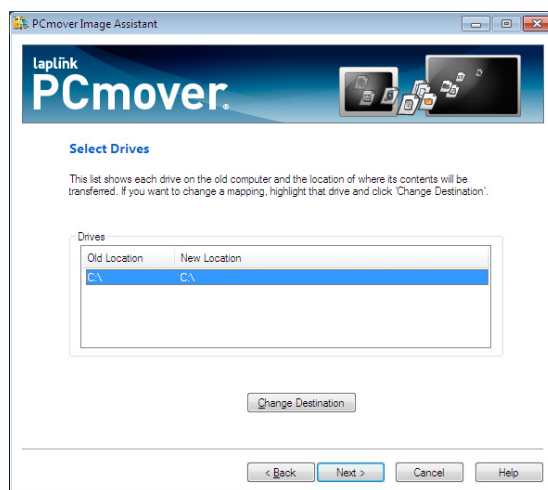 PCmover Image Assistant
laplink
PCmover®
Select Drives
This list shows each drive on the old computer and the location of where its contents will be
transferred. If you want to change a mapping, highlight that drive and click 'Change Destination'.
Drives
Old Location New Location
C:\ C:\
Change Destination
< Back Next > Cancel Help